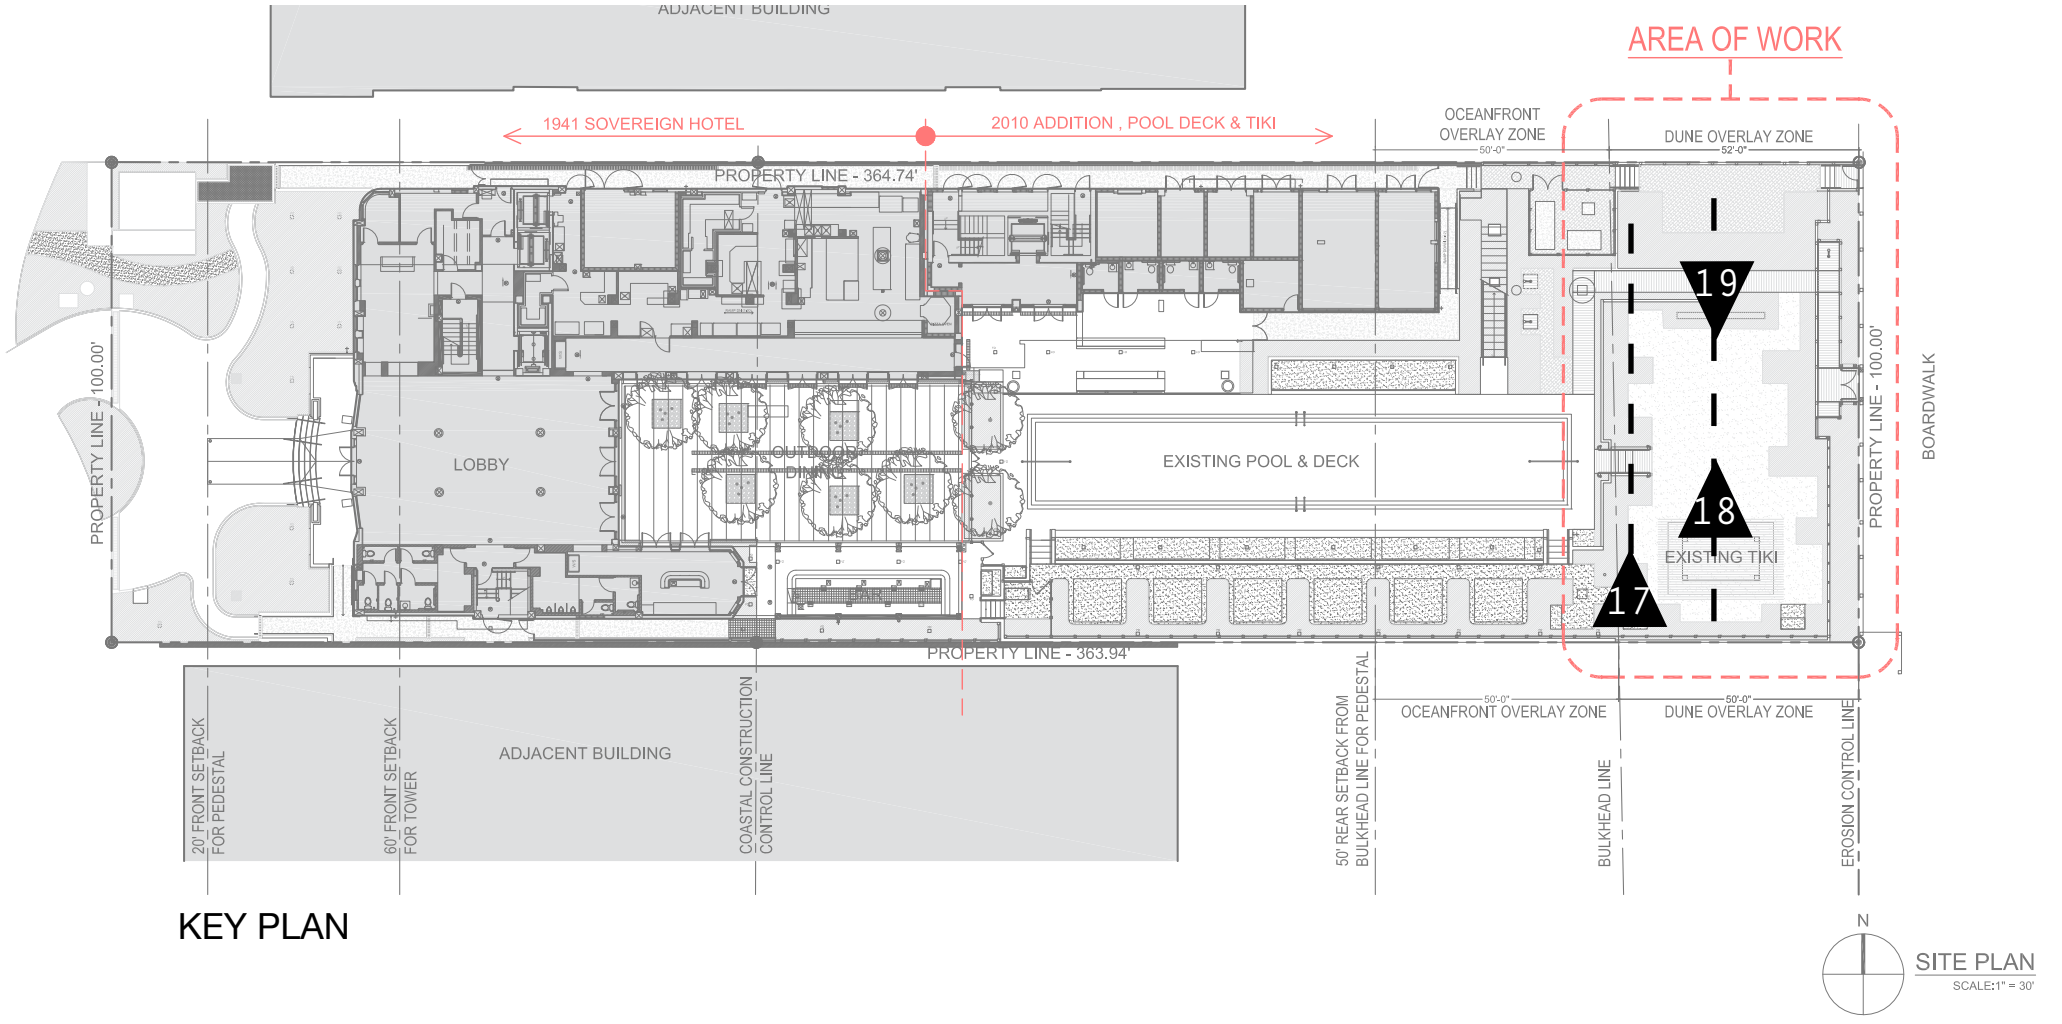 ADJACENT BUILDING
AREA OF WORK
1941 SOVEREIGN HOTEL
2010 ADDITION , POOL DECK & TIKI
OCEANFRONT
OVERLAY ZONE
50'-0"
DUNE OVERLAY ZONE
52'-0"
PROPERTY LINE - 364.74'
19
PROPERTY LINE - 100.00'
LOBBY
OUTDOOR
DINING
EXISTING POOL & DECK
18
EXISTING TIKI
17
PROPERTY LINE - 100.00'
BOARDWALK
BAR
PROPERTY LINE - 363.94'
50'-0"
OCEANFRONT OVERLAY ZONE
50'-0"
DUNE OVERLAY ZONE
ADJACENT BUILDING
20' FRONT SETBACK
FOR PEDESTAL
60' FRONT SETBACK
FOR TOWER
COASTAL CONSTRUCTION
CONTROL LINE
50' REAR SETBACK FROM
BULKHEAD LINE FOR PEDESTAL
BULKHEAD LINE
EROSION CONTROL LINE
KEY PLAN
N
SITE PLAN
SCALE:1" = 30'